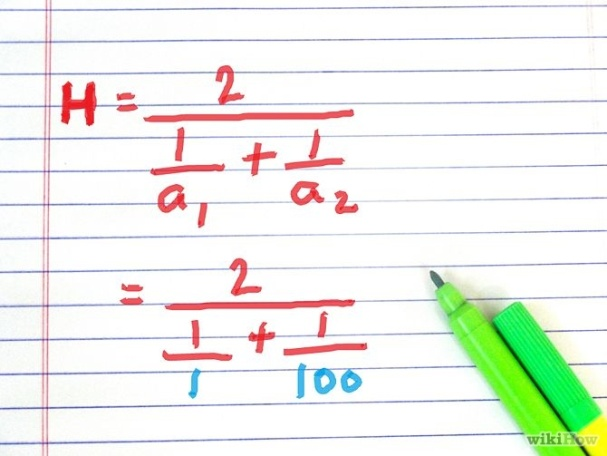 H = 2
1/a₁ + 1/a₂
= 2
1/1 + 1/100
wikiHow